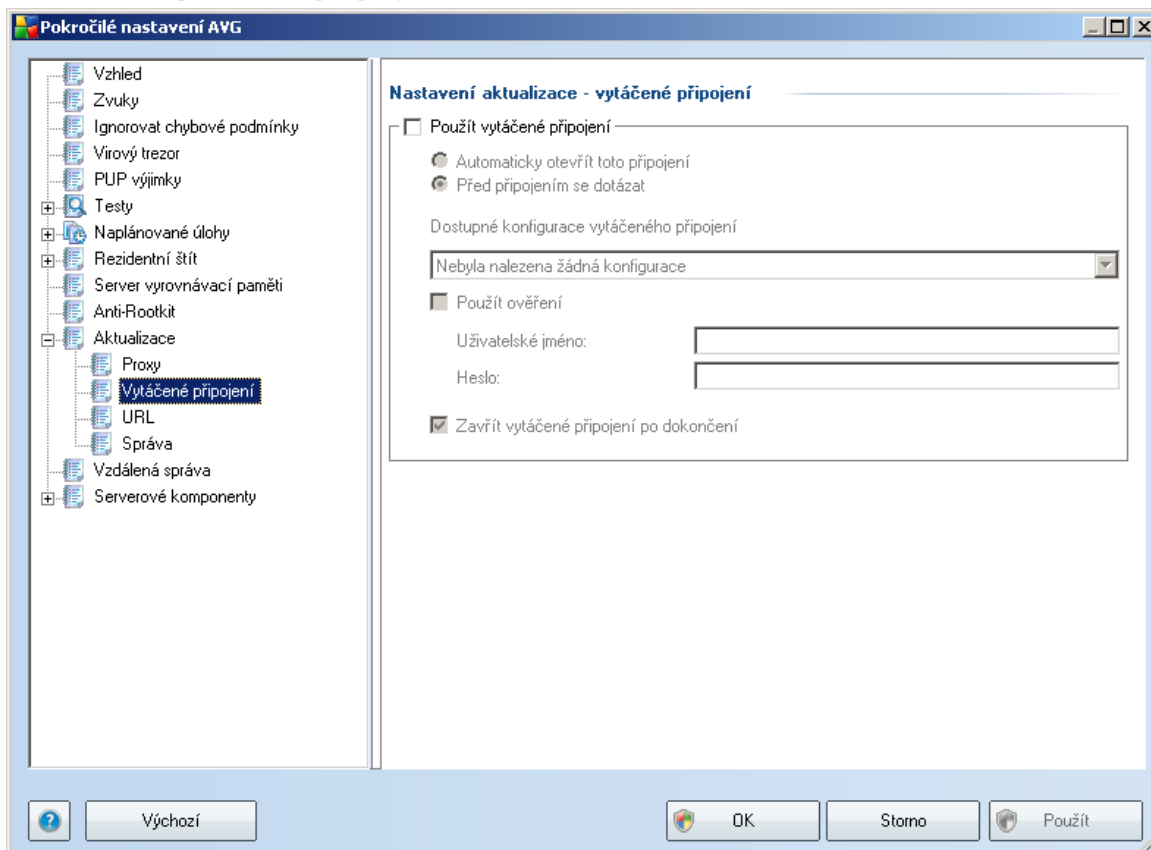 Pokročilé nastavení AVG
Vzhled
Zvuky
Ignorovat chybové podmínky
Virový trezor
PUP výjimky
Testy
Naplánované úlohy
Rezidentní štít
Server vyrovnávací paměti
Anti-Rootkit
Aktualizace
Proxy
Vytáčené připojení
URL
Správa
Vzdálená správa
Serverové komponenty
Nastavení aktualizace - vytáčené připojení
Použít vytáčené připojení
Automaticky otevřít toto připojení
Před připojením se dotázat
Dostupné konfigurace vytáčeného připojení
Nebyla nalezena žádná konfigurace
Použít ověření
Uživatelské jméno:
Heslo:
Zavřít vytáčené připojení po dokončení
Výchozí
OK
Storno
Použít